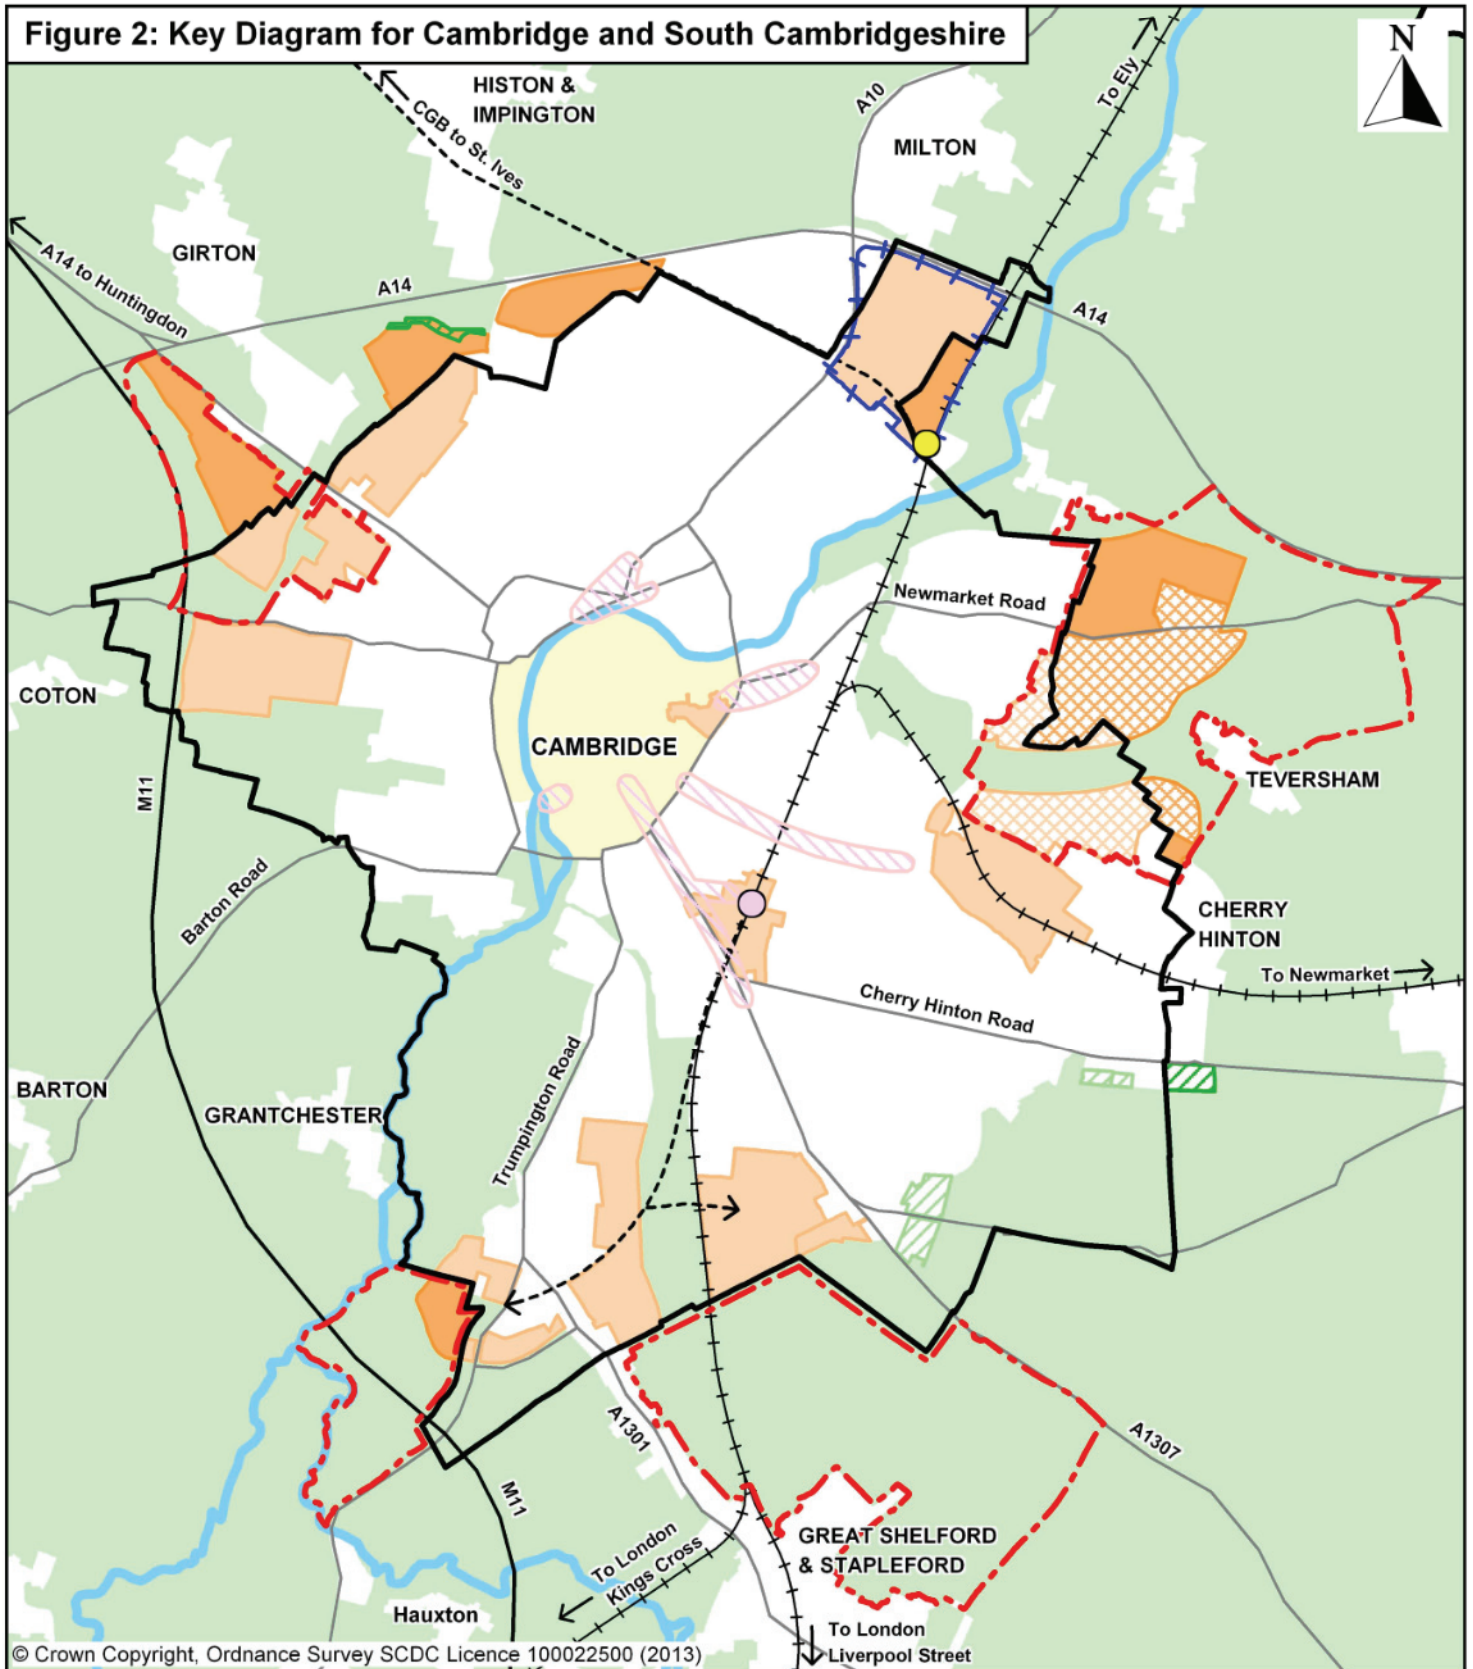 Figure 2: Key Diagram for Cambridge and South Cambridgeshire
N
HISTON &
IMPINGTON
CGB to St. Ives
A10
To Ely
MILTON
GIRTON
A14 to Huntingdon
A14
A14
Newmarket Road
COTON
CAMBRIDGE
TEVERSHAM
M11
Barton Road
CHERRY
HINTON
To Newmarket
Cherry Hinton Road
BARTON
GRANTCHESTER
Trumpington Road
A1301
A1307
M11
GREAT SHELFORD
& STAPLEFORD
To London
Kings Cross
Hauxton
To London
Liverpool Street
© Crown Copyright, Ordnance Survey SCDC Licence 100022500 (2013)